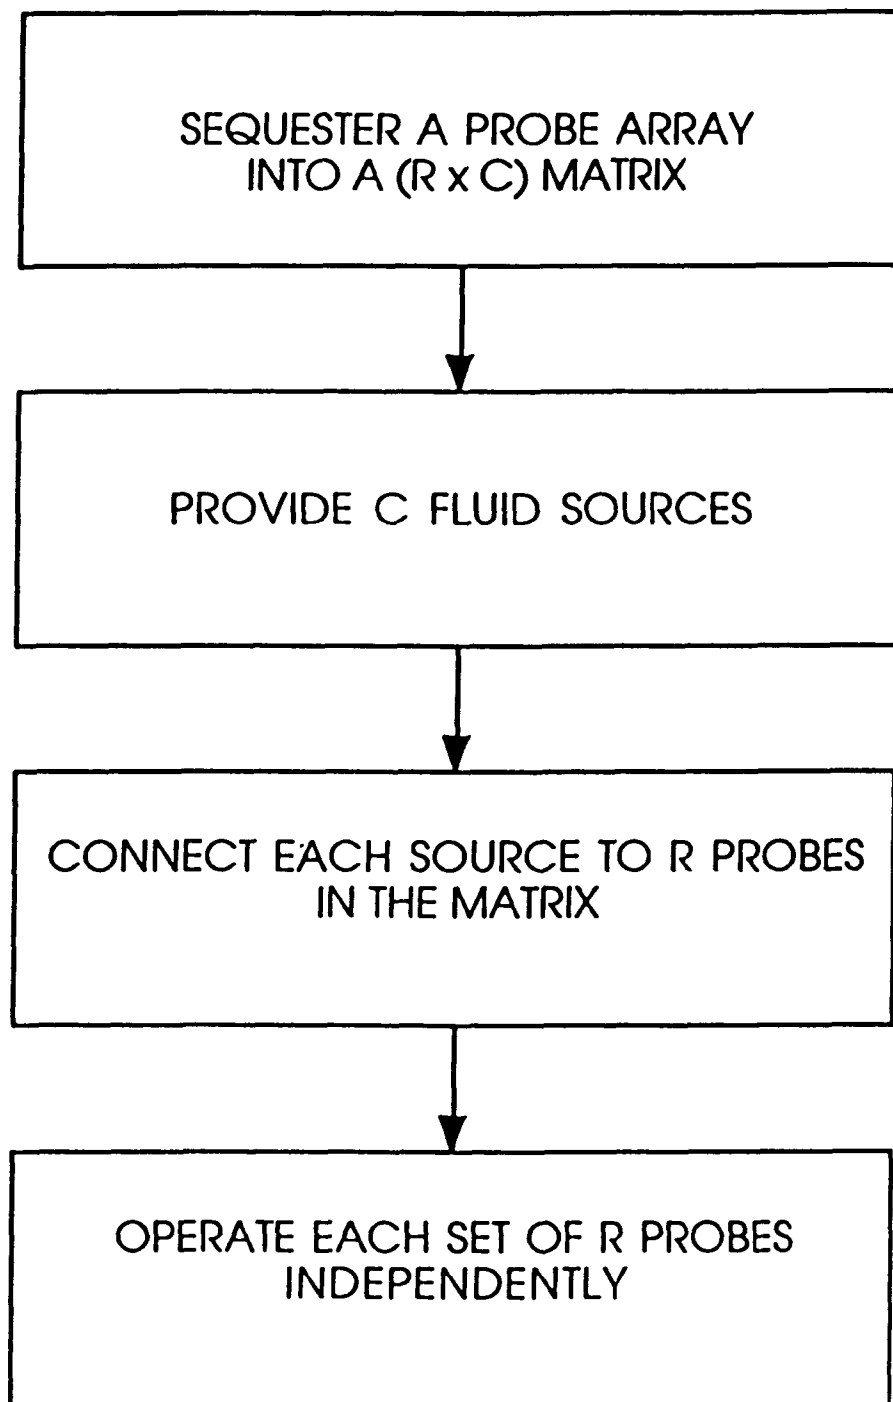 SEQUESTER A PROBE ARRAY
INTO A (R x C) MATRIX
PROVIDE C FLUID SOURCES
CONNECT EACH SOURCE TO R PROBES
IN THE MATRIX
OPERATE EACH SET OF R PROBES
INDEPENDENTLY